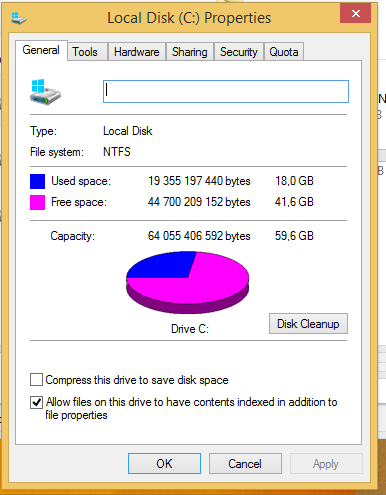 Local Disk (C:) Properties
General Tools Hardware Sharing Security Quota
Type: Local Disk
File system: NTFS
Used space: 19 355 197 440 bytes 18,0 GB
Free space: 44 700 209 152 bytes 41,6 GB
Capacity: 64 055 406 592 bytes 59,6 GB
Drive C:
Disk Cleanup
Compress this drive to save disk space
Allow files on this drive to have contents indexed in addition to
file properties
OK Cancel Apply